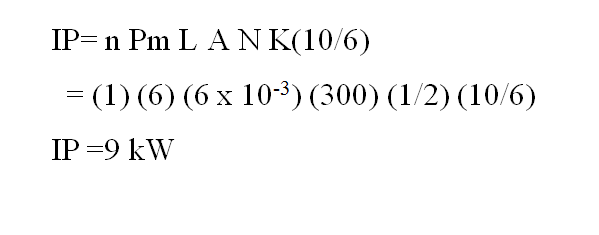 IP= n Pm L A N K(10/6)
= (1) (6) (6 x 10⁻³) (300) (1/2) (10/6)
IP =9 kW